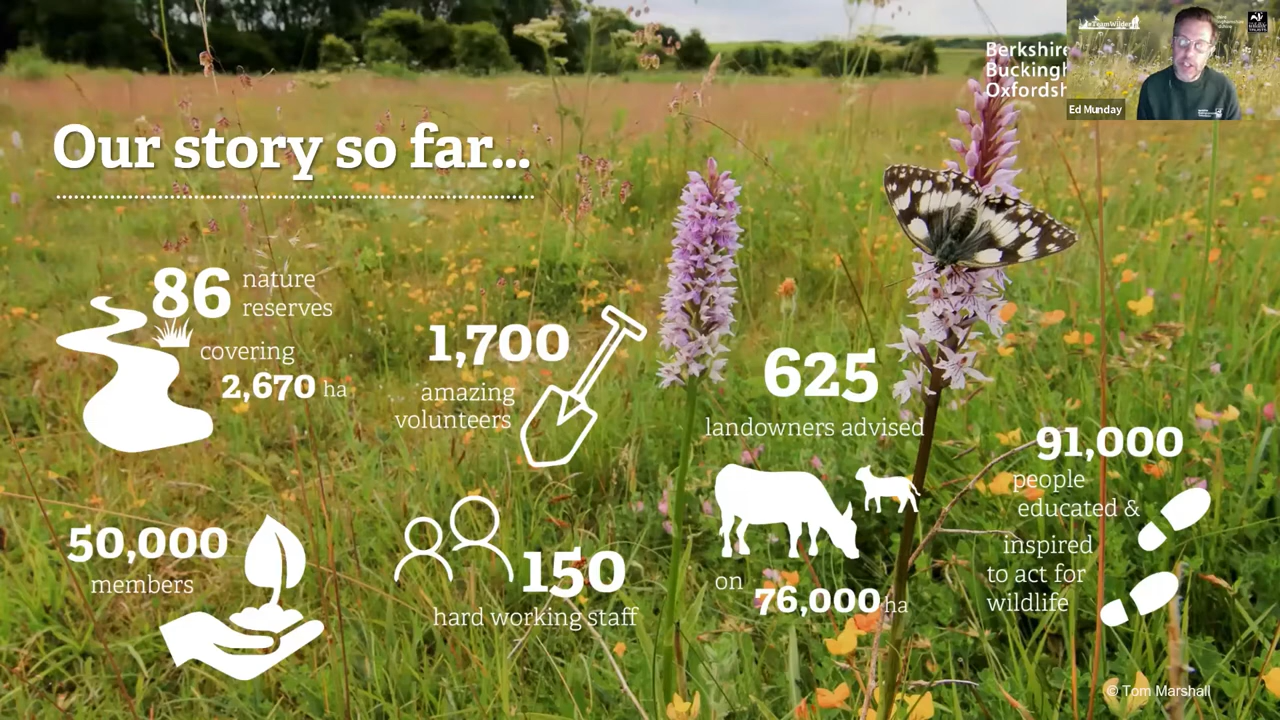 Berkshire
Buckingh
Oxfordsh
TeamWilder
Ed Munday
Our story so far...
86 nature
reserves
covering
2,670 ha
1,700
amazing
volunteers
625
landowners advised
on
76,000 ha
91,000
people
educated &
inspired
to act for
wildlife
50,000
members
150
hard working staff
© Tom Marshall